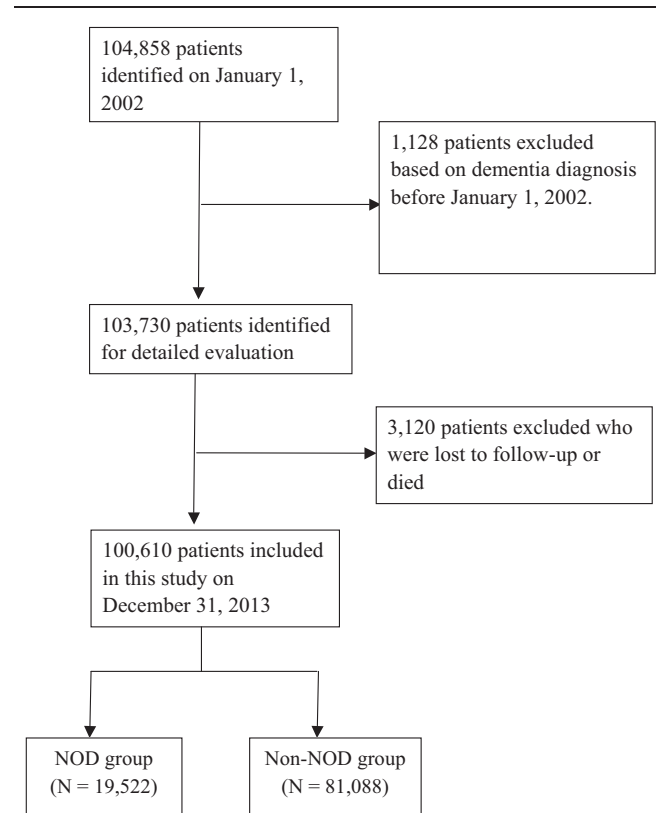 104,858 patients
identified on January 1,
2002
1,128 patients excluded
based on dementia diagnosis
before January 1, 2002.
103,730 patients identified
for detailed evaluation
3,120 patients excluded who
were lost to follow-up or
died
100,610 patients included
in this study on
December 31, 2013
NOD group
(N = 19,522)
Non-NOD group
(N = 81,088)